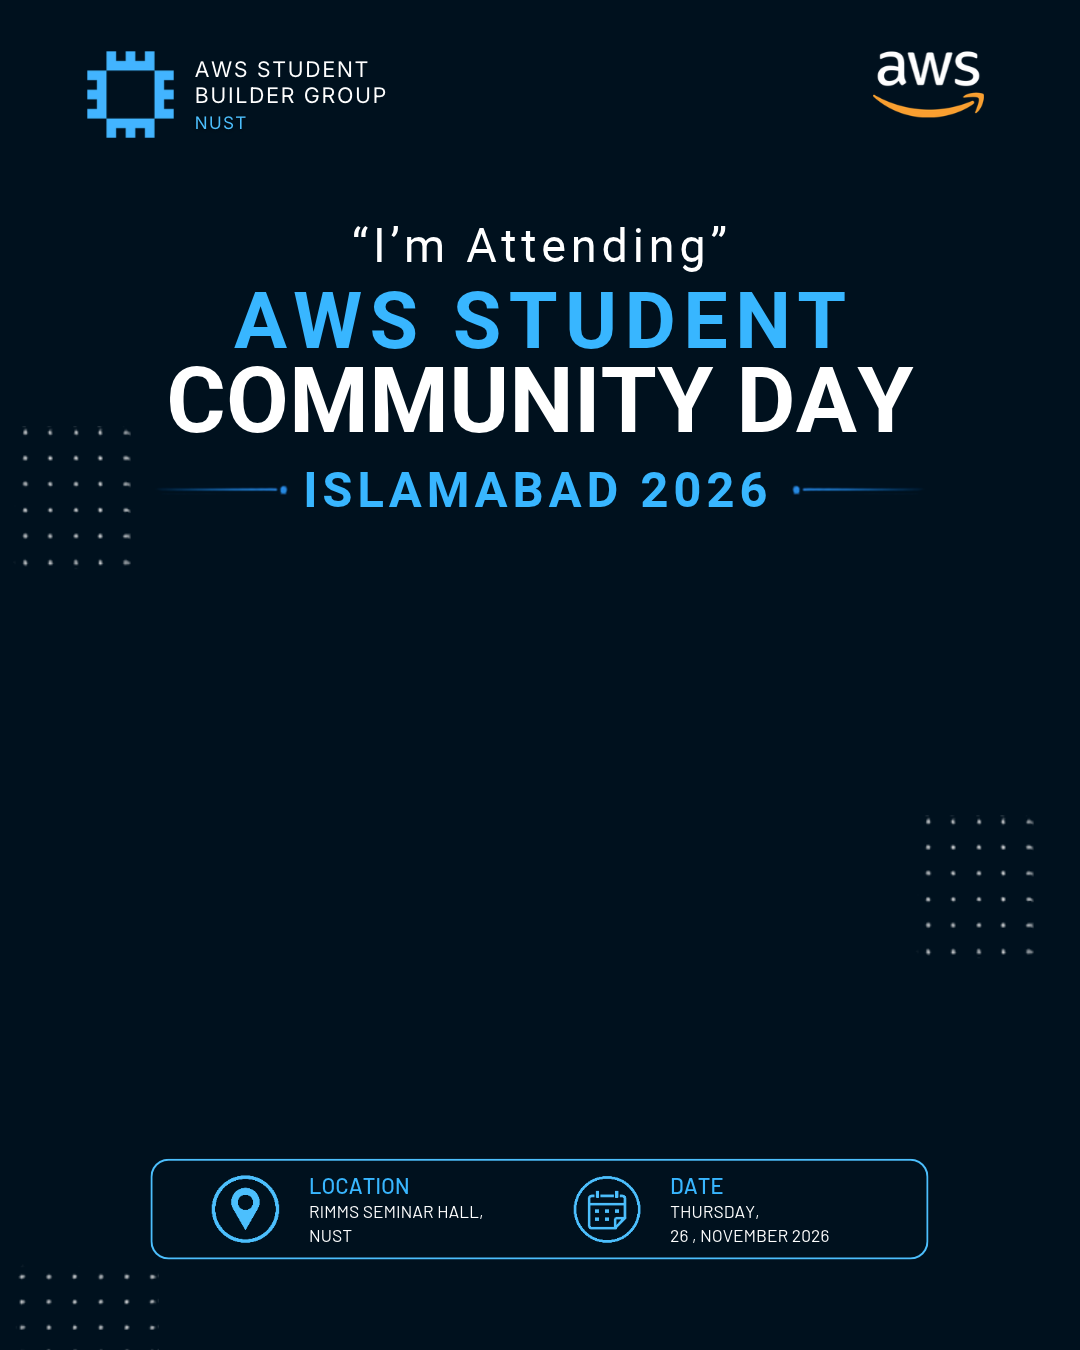 AWS STUDENT
BUILDER GROUP
NUST
aws
“I’m Attending”
AWS STUDENT
COMMUNITY DAY
ISLAMABAD 2026
LOCATION
RIMMS SEMINAR HALL,
NUST
DATE
THURSDAY,
26 , NOVEMBER 2026